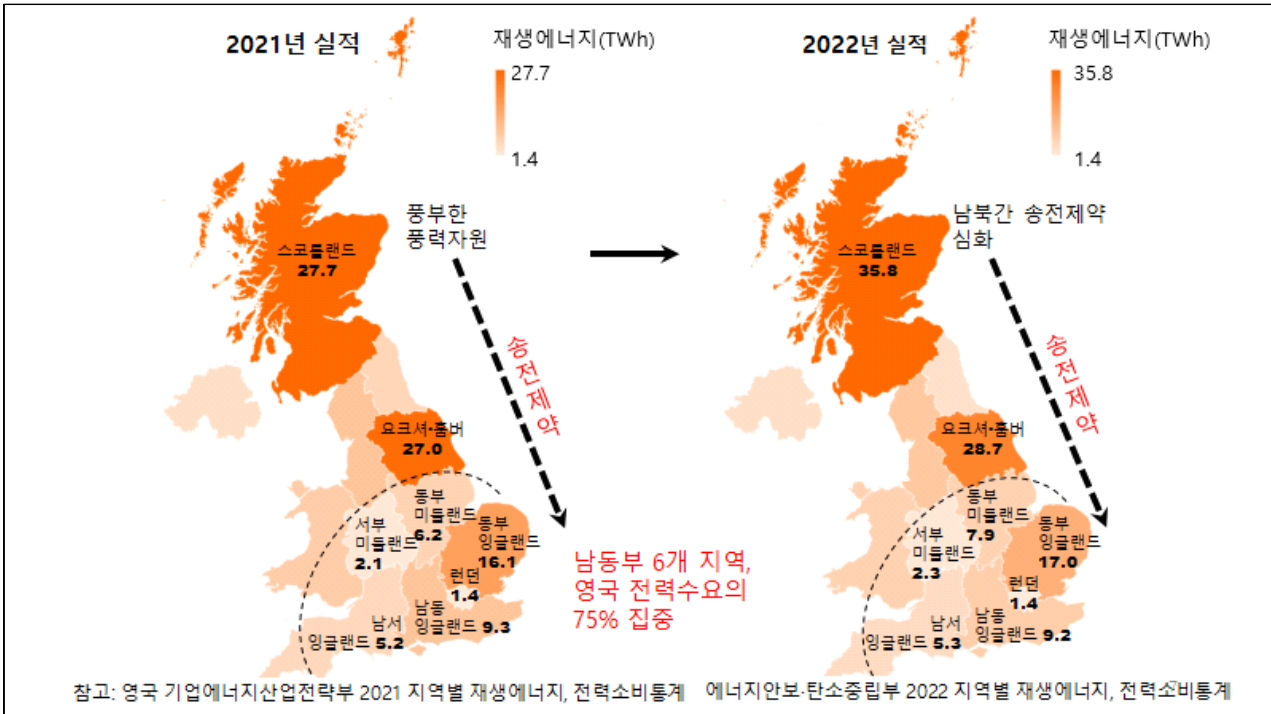 2021년 실적
재생에너지(TWh)
27.7
1.4
풍부한
풍력자원
스코틀랜드
27.7
송전제약
요크셔·훔버
27.0
동부
미들랜드
6.2
서부
미들랜드
2.1
동부
잉글랜드
16.1
런던
1.4
남동
잉글랜드 9.3
남서
잉글랜드 5.2
남동부 6개 지역,
영국 전력수요의
75% 집중
참고: 영국 기업에너지산업전략부 2021 지역별 재생에너지, 전력소비통계
2022년 실적
재생에너지(TWh)
35.8
1.4
남북간 송전제약
심화
스코틀랜드
35.8
송전제약
요크셔·훔버
28.7
동부
미들랜드
7.9
서부
미들랜드
2.3
동부
잉글랜드
17.0
런던
1.4
남동
잉글랜드 9.2
남서
잉글랜드 5.3
에너지안보·탄소중립부 2022 지역별 재생에너지, 전력소비통계